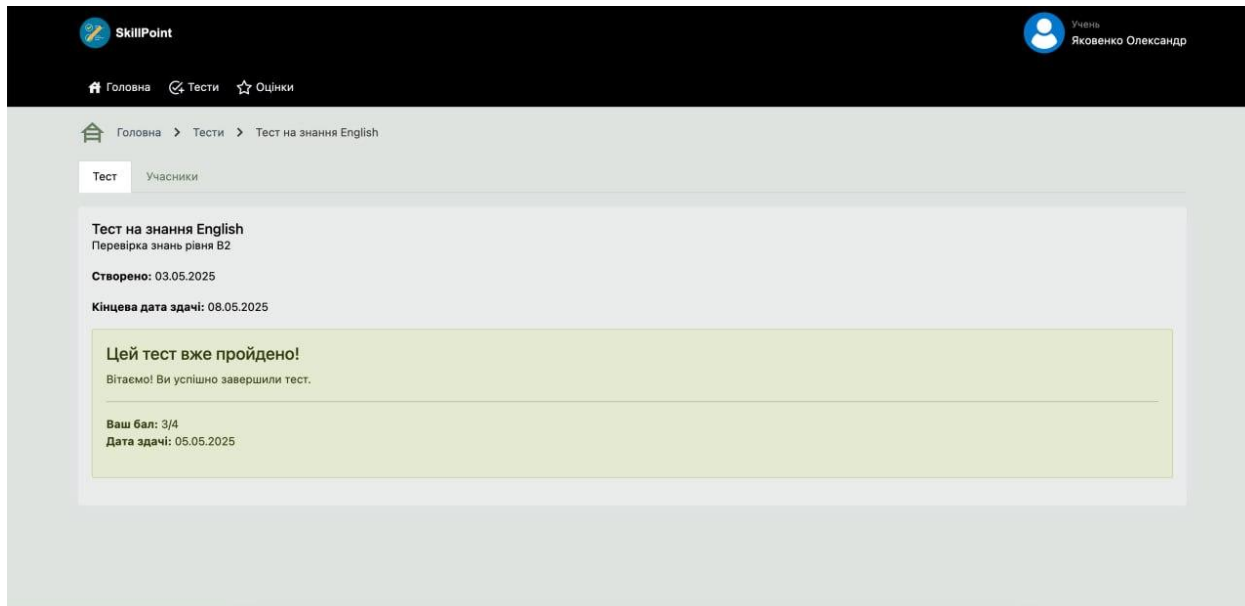 SkillPoint
Учень
Яковенко Олександр
Головна Тести Оцінки
Головна > Тести > Тест на знання English
Тест Учасники
Тест на знання English
Перевірка знань рівня B2
Створено: 03.05.2025
Кінцева дата здачі: 08.05.2025
Цей тест вже пройдено!
Вітаємо! Ви успішно завершили тест.
Ваш бал: 3/4
Дата здачі: 05.05.2025